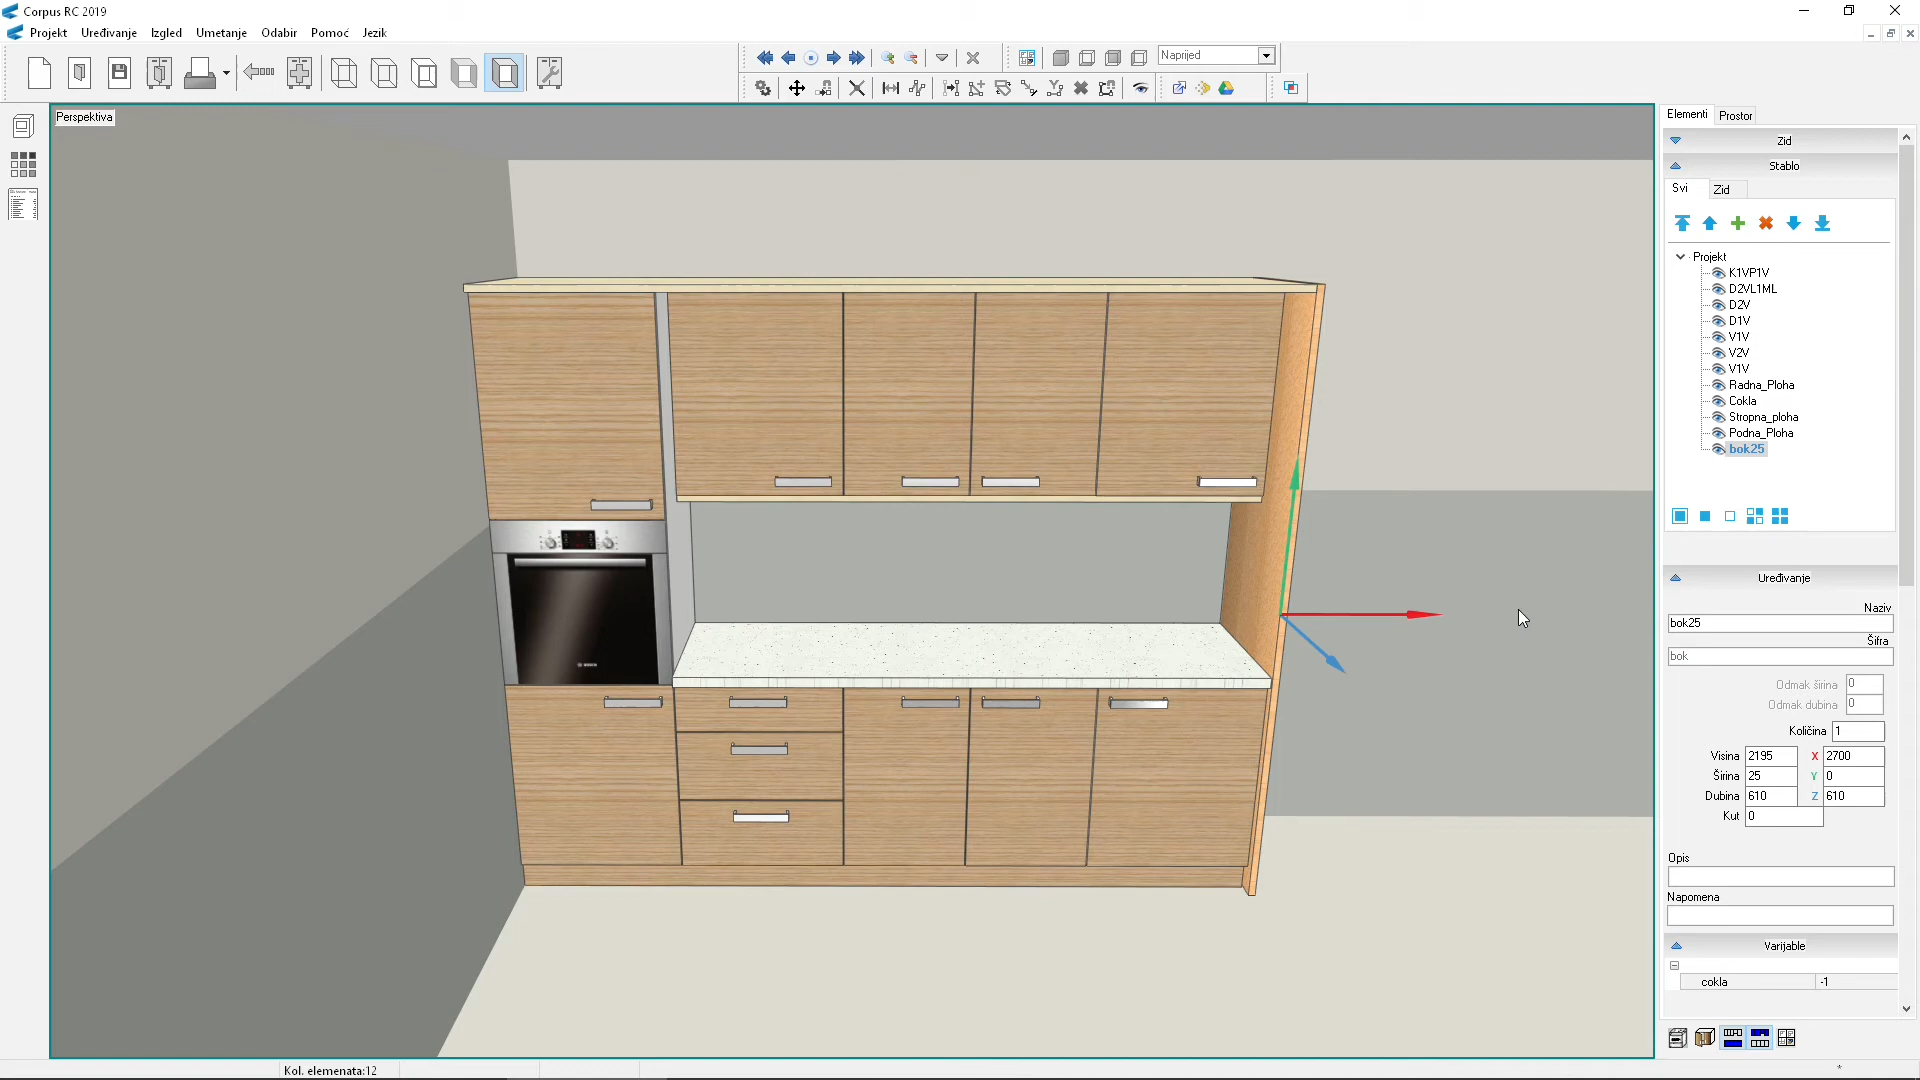 Corpus RC 2019
Projekt Uređivanje Izgled Umetanje Odabir Pomoć Jezik
Naprijed
Perspektiva
Elementi Prostor
Zid
Stablo
Svi Zid
Projekt
K1VP1V
D2VL1ML
D2V
D1V
V1V
V2V
V1V
Radna_Ploha
Cokla
Stropna_ploha
Podna_Ploha
bok25
Uređivanje
Naziv
bok25
Šifra
bok
Odmak širina 0
Odmak dubina 0
Količina 1
Visina 2195 X 2700
Širina 25 Y 0
Dubina 610 Z 610
Kut 0
Opis
Napomena
Varijable
cokla -1
Kol. elemenata:12 *